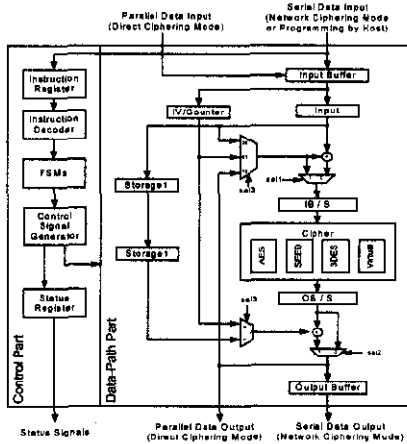 Parallel Data Input
(Direct Ciphering Mode)
Serial Data Input
(Network Ciphering Mode
or Programming by Host)
Instruction
Register
Instruction
Decoder
FSMs
Control
Signal
Generator
Status
Register
Control Part
Data-Path Part
Input Buffer
IV/Counter
Input
sel3
sel1
Storage1
Storage1
IB / S
Cipher
AES
SEED
3DES
Virtual
OB / S
sel3
sel2
Output Buffer
Status Signals
Parallel Data Output
(Direct Ciphering Mode)
Serial Data Output
(Network Ciphering Mode)